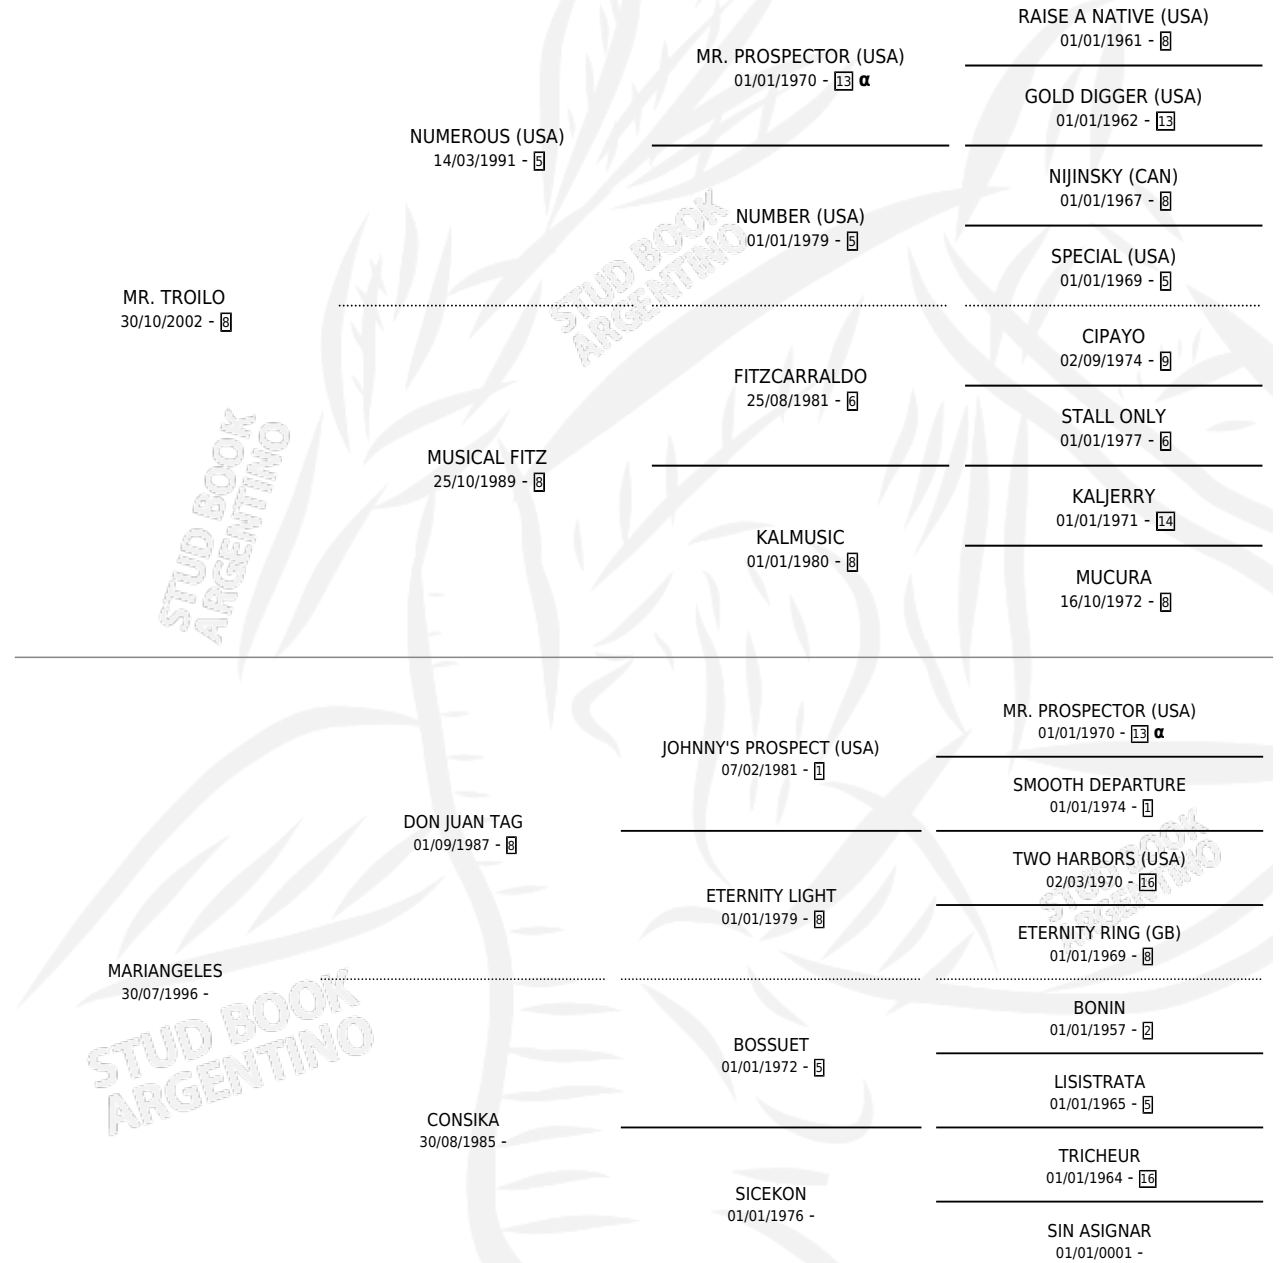 RAISE A NATIVE (USA)
01/01/1961 - 8
MR. PROSPECTOR (USA)
01/01/1970 - 13 α
GOLD DIGGER (USA)
01/01/1962 - 13
NUMEROUS (USA)
14/03/1991 - 5
NIJINSKY (CAN)
01/01/1967 - 8
NUMBER (USA)
01/01/1979 - 5
SPECIAL (USA)
01/01/1969 - 5
MR. TROILO
30/10/2002 - 8
CIPAYO
02/09/1974 - 9
FITZCARRALDO
25/08/1981 - 6
STALL ONLY
01/01/1977 - 6
MUSICAL FITZ
25/10/1989 - 8
KALJERRY
01/01/1971 - 14
KALMUSIC
01/01/1980 - 8
MUCURA
16/10/1972 - 8
MR. PROSPECTOR (USA)
01/01/1970 - 13 α
JOHNNY'S PROSPECT (USA)
07/02/1981 - 1
SMOOTH DEPARTURE
01/01/1974 - 1
DON JUAN TAG
01/09/1987 - 8
TWO HARBORS (USA)
02/03/1970 - 16
ETERNITY LIGHT
01/01/1979 - 8
ETERNITY RING (GB)
01/01/1969 - 8
MARIANGELES
30/07/1996 -
BONIN
01/01/1957 - 2
BOSSUET
01/01/1972 - 5
LISISTRATA
01/01/1965 - 5
CONSIKA
30/08/1985 -
TRICHEUR
01/01/1964 - 16
SICEKON
01/01/1976 -
SIN ASIGNAR
01/01/0001 -
STUD BOOK
ARGENTINO
STUD BOOK
ARGENTINO
STUD BOOK
ARGENTINO
STUD BOOK
ARGENTINO